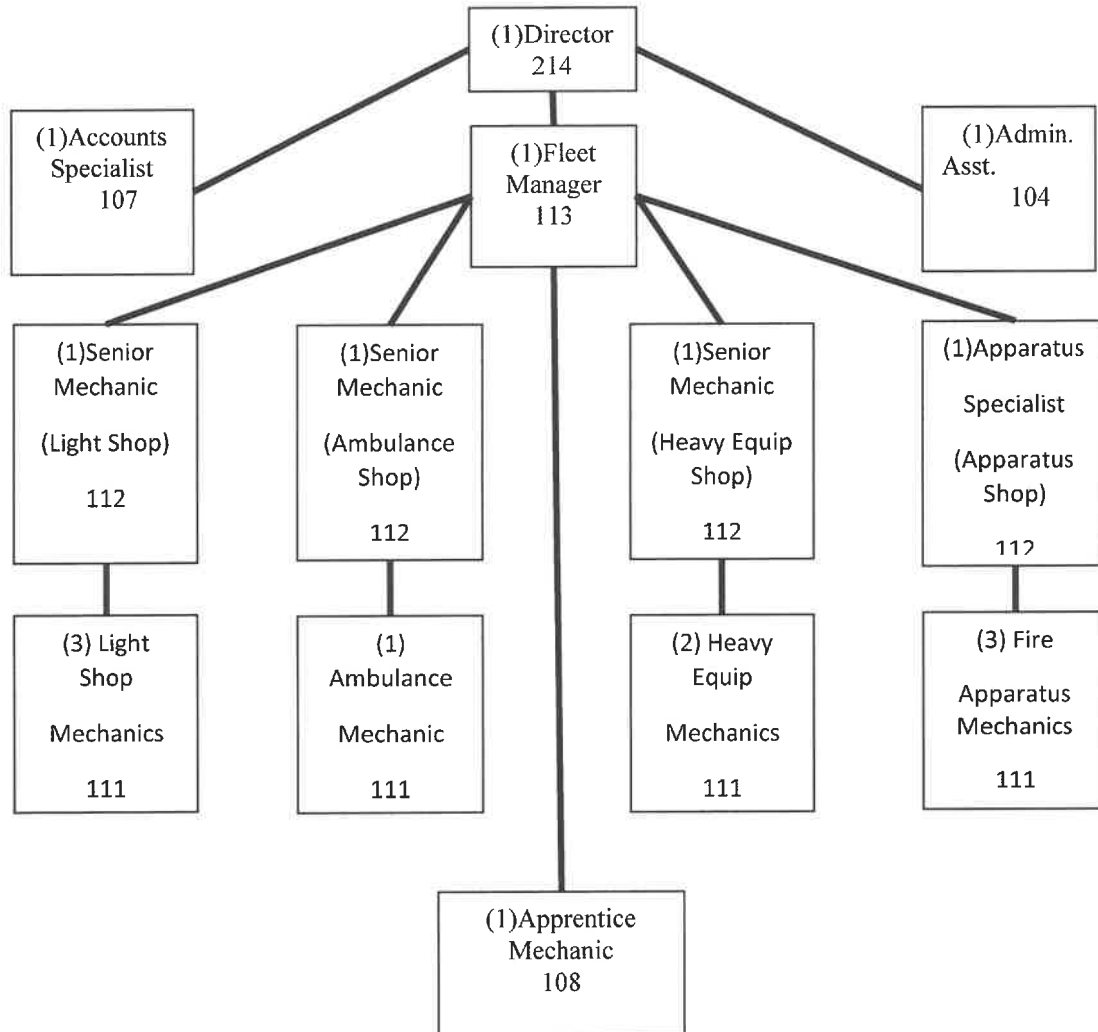 (1)Director
214
(1)Accounts
Specialist
107
(1)Fleet
Manager
113
(1)Admin.
Asst.
104
(1)Senior
Mechanic
(Light Shop)
112
(1)Senior
Mechanic
(Ambulance
Shop)
112
(1)Senior
Mechanic
(Heavy Equip
Shop)
112
(1)Apparatus
Specialist
(Apparatus
Shop)
112
(3) Light
Shop
Mechanics
111
(1)
Ambulance
Mechanic
111
(2) Heavy
Equip
Mechanics
111
(3) Fire
Apparatus
Mechanics
111
(1)Apprentice
Mechanic
108